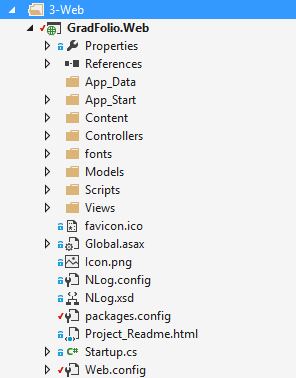 3-Web
GradFolio.Web
Properties
References
App_Data
App_Start
Content
Controllers
fonts
Models
Scripts
Views
favicon.ico
Global.asax
Icon.png
NLog.config
NLog.xsd
packages.config
Project_Readme.html
C# Startup.cs
Web.config